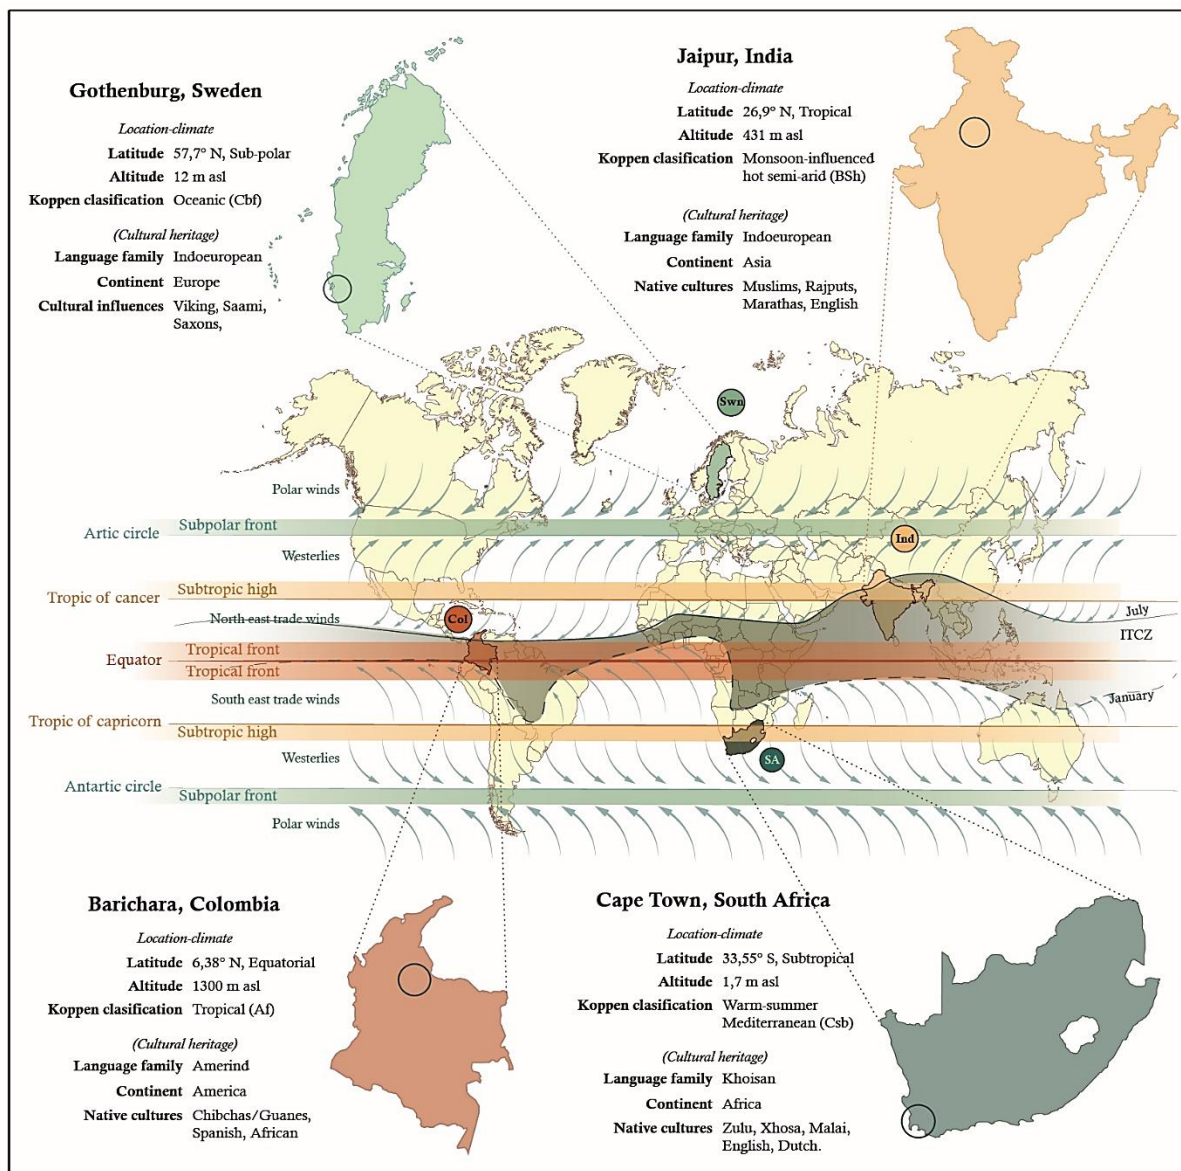 Gothenburg, Sweden
Location-climate
Latitude 57,7° N, Sub-polar
Altitude 12 m asl
Koppen clasification Oceanic (Cbf)
(Cultural heritage)
Language family Indoeuropean
Continent Europe
Cultural influences Viking, Saami,
Saxons,
Jaipur, India
Location-climate
Latitude 26,9° N, Tropical
Altitude 431 m asl
Koppen clasification Monsoon-influenced
hot semi-arid (BSh)
(Cultural heritage)
Language family Indoeuropean
Continent Asia
Native cultures Muslims, Rajputs,
Marathas, English
Swn
Polar winds
Artic circle
Subpolar front
Ind
Westerlies
Subtropic high
Tropic of cancer
Col
North east trade winds
July
ITCZ
Tropical front
Equator
Tropical front
South east trade winds
January
Tropic of capricorn
Subtropic high
Westerlies
SA
Antartic circle
Subpolar front
Polar winds
Barichara, Colombia
Location-climate
Latitude 6,38° N, Equatorial
Altitude 1300 m asl
Koppen clasification Tropical (Af)
(Cultural heritage)
Language family Amerind
Continent America
Native cultures Chibchas/Guanes,
Spanish, African
Cape Town, South Africa
Location-climate
Latitude 33,55° S, Subtropical
Altitude 1,7 m asl
Koppen clasification Warm-summer
Mediterranean (Csb)
(Cultural heritage)
Language family Khoisan
Continent Africa
Native cultures Zulu, Xhosa, Malai,
English, Dutch.